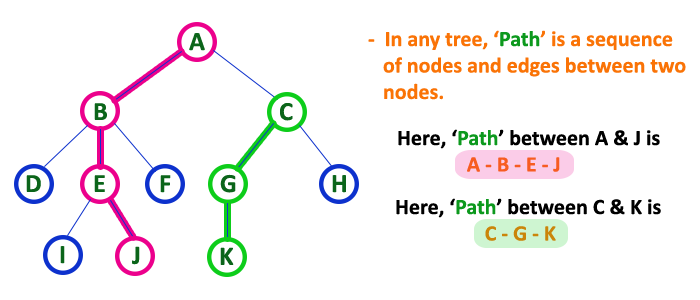 A
B
C
D
E
F
G
H
I
J
K
- In any tree, ‘Path’ is a sequence
of nodes and edges between two
nodes.
Here, ‘Path’ between A & J is
A - B - E - J
Here, ‘Path’ between C & K is
C - G - K